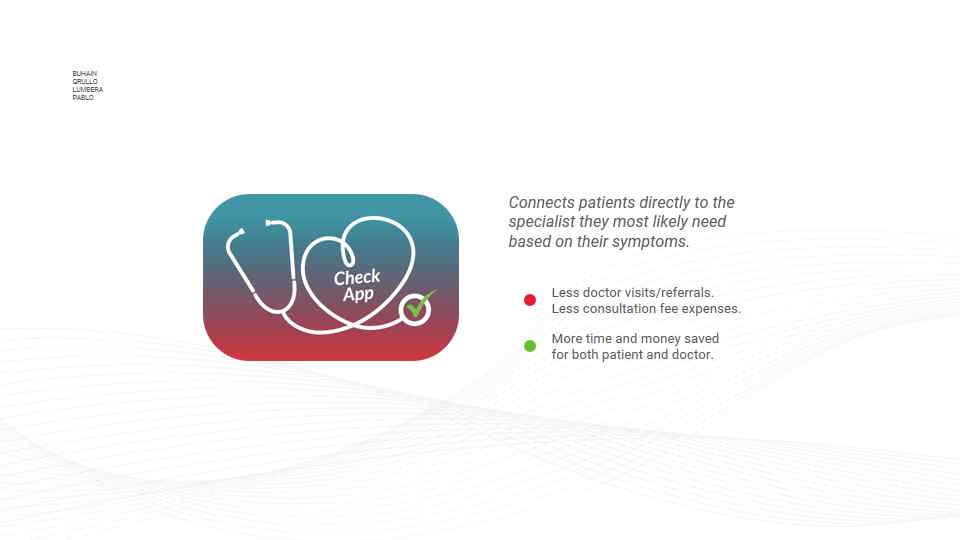 BUHAIN
QRULLO
LUMBERA
PABLO
Check
App
Connects patients directly to the
specialist they most likely need
based on their symptoms.
Less doctor visits/referrals.
Less consultation fee expenses.
More time and money saved
for both patient and doctor.